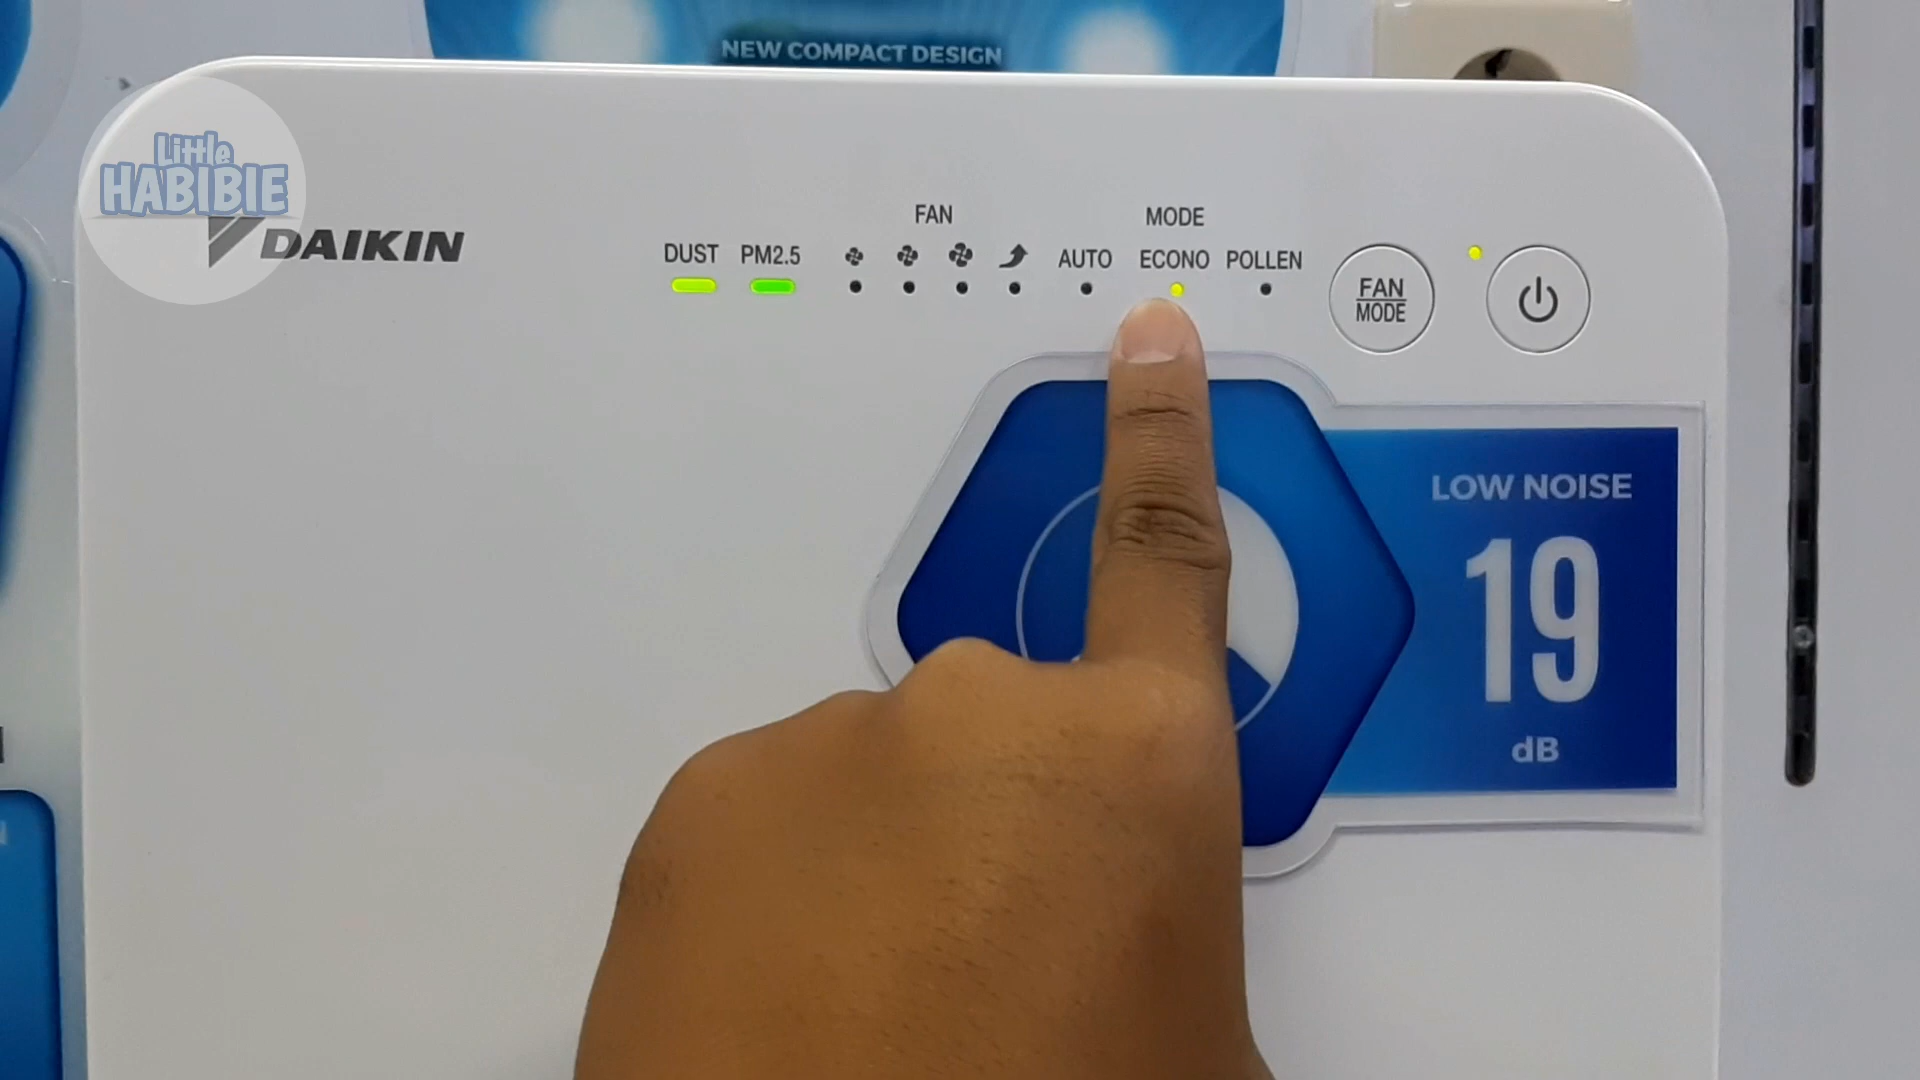 NEW COMPACT DESIGN
Little
HABIBIE
DAIKIN
FAN
MODE
DUST PM2.5 AUTO ECONO POLLEN
FAN
MODE
LOW NOISE
19
dB